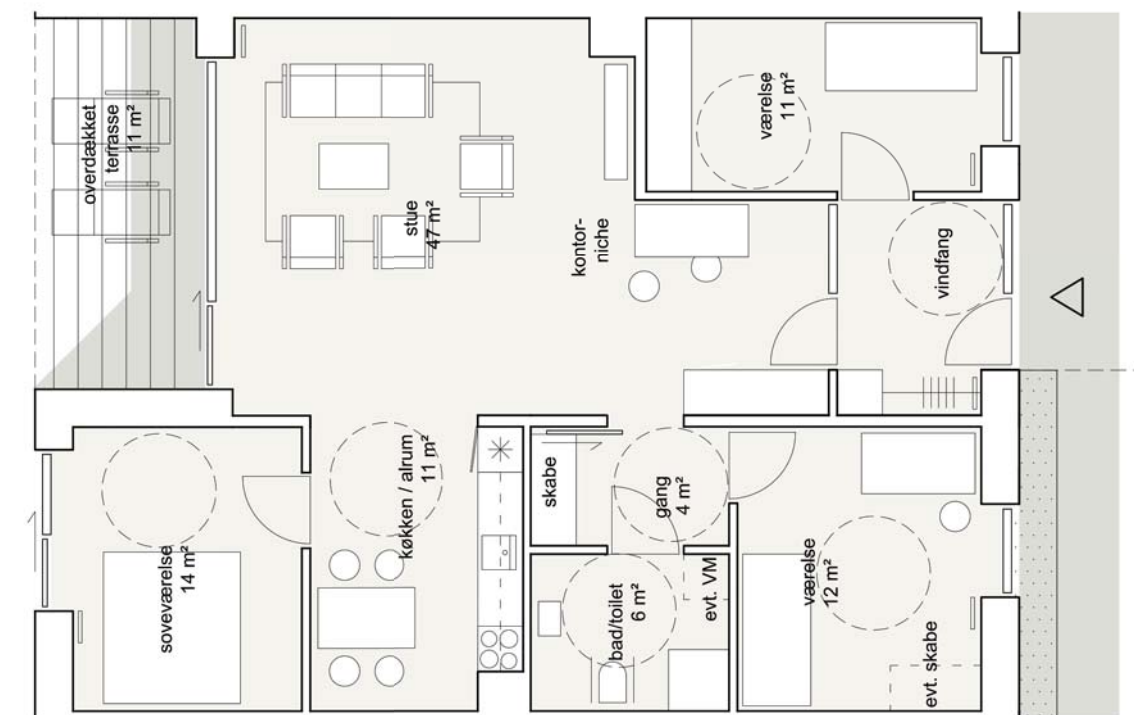 overdækket
terrasse
11 m²
stue
47 m²
kontor-
niche
værelse
11 m²
vindfang
soveværelse
14 m²
køkken / alrum
11 m²
skabe
gang
4 m²
bad/toilet
6 m²
evt. VM
værelse
12 m²
evt. skabe